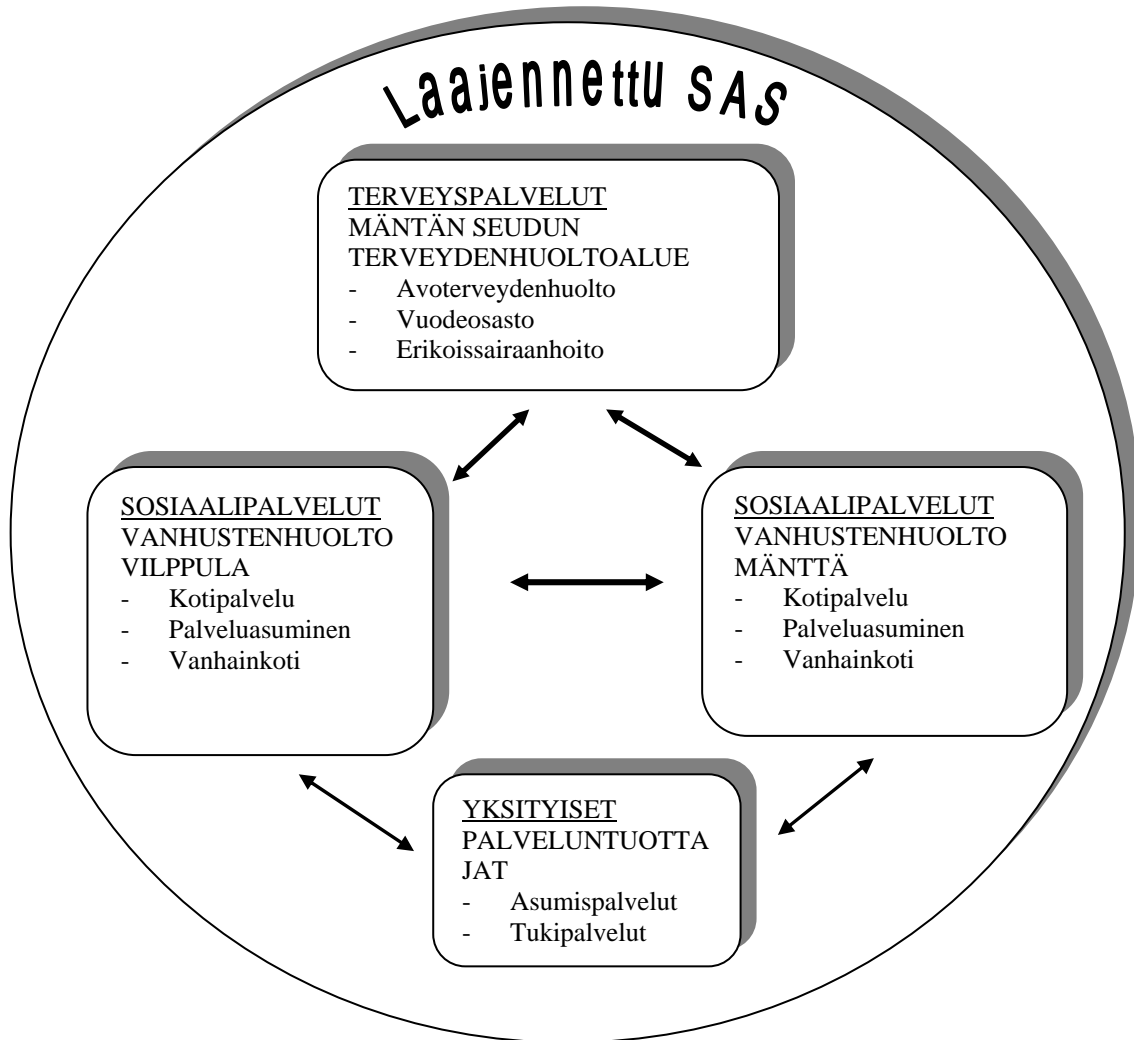 Laajennettu SAS
TERVEYSPALVELUT
MÄNTÄN SEUDUN
TERVEYDENHUOLTOALUE
- Avoterveydenhuolto
- Vuodeosasto
- Erikoissairaanhoito
SOSIAALIPALVELUT
VANHUSTENHUOLTO
VILPPULA
- Kotipalvelu
- Palveluasuminen
- Vanhainkoti
SOSIAALIPALVELUT
VANHUSTENHUOLTO
MÄNTTÄ
- Kotipalvelu
- Palveluasuminen
- Vanhainkoti
YKSITYISET
PALVELUNTUOTTA
JAT
- Asumispalvelut
- Tukipalvelut